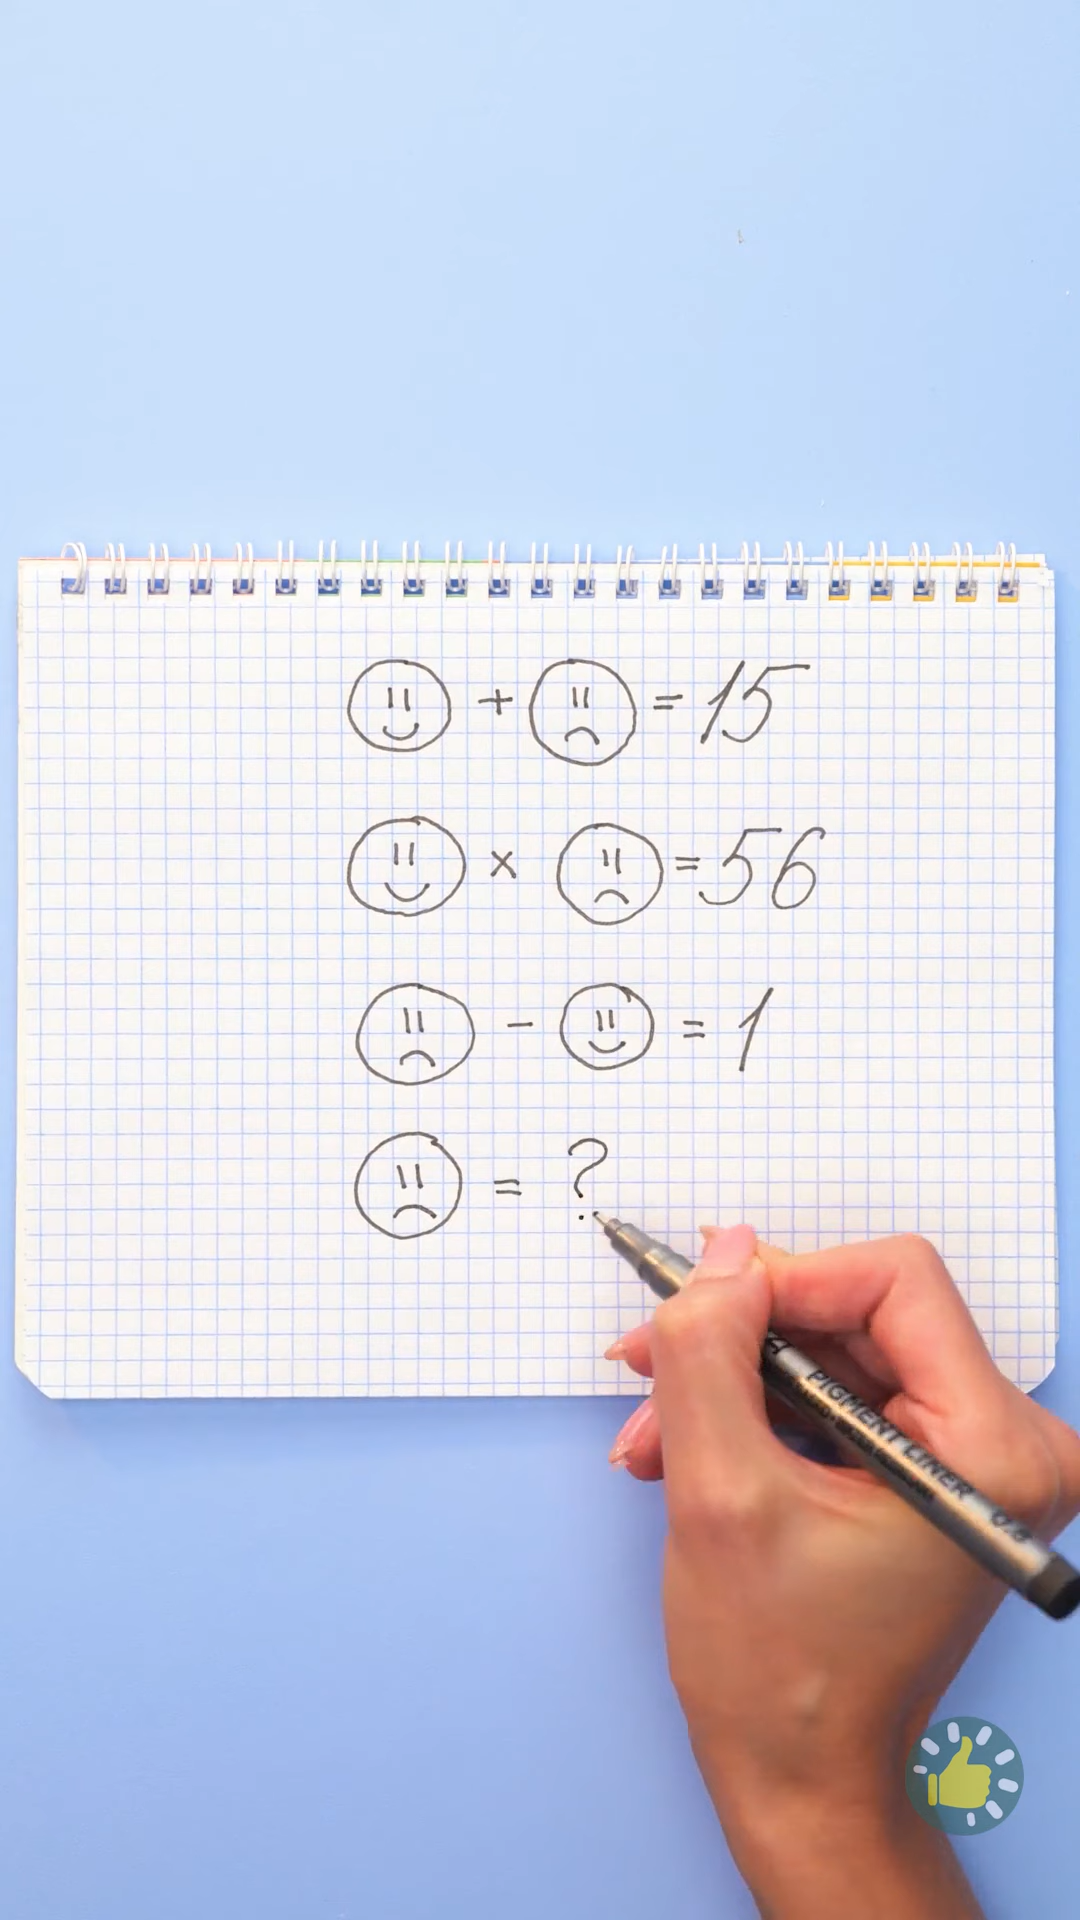 🙂 + ☹ = 15
🙂 × ☹ = 56
☹ - 🙂 = 1
☹ = ?
PIGMENT LINER